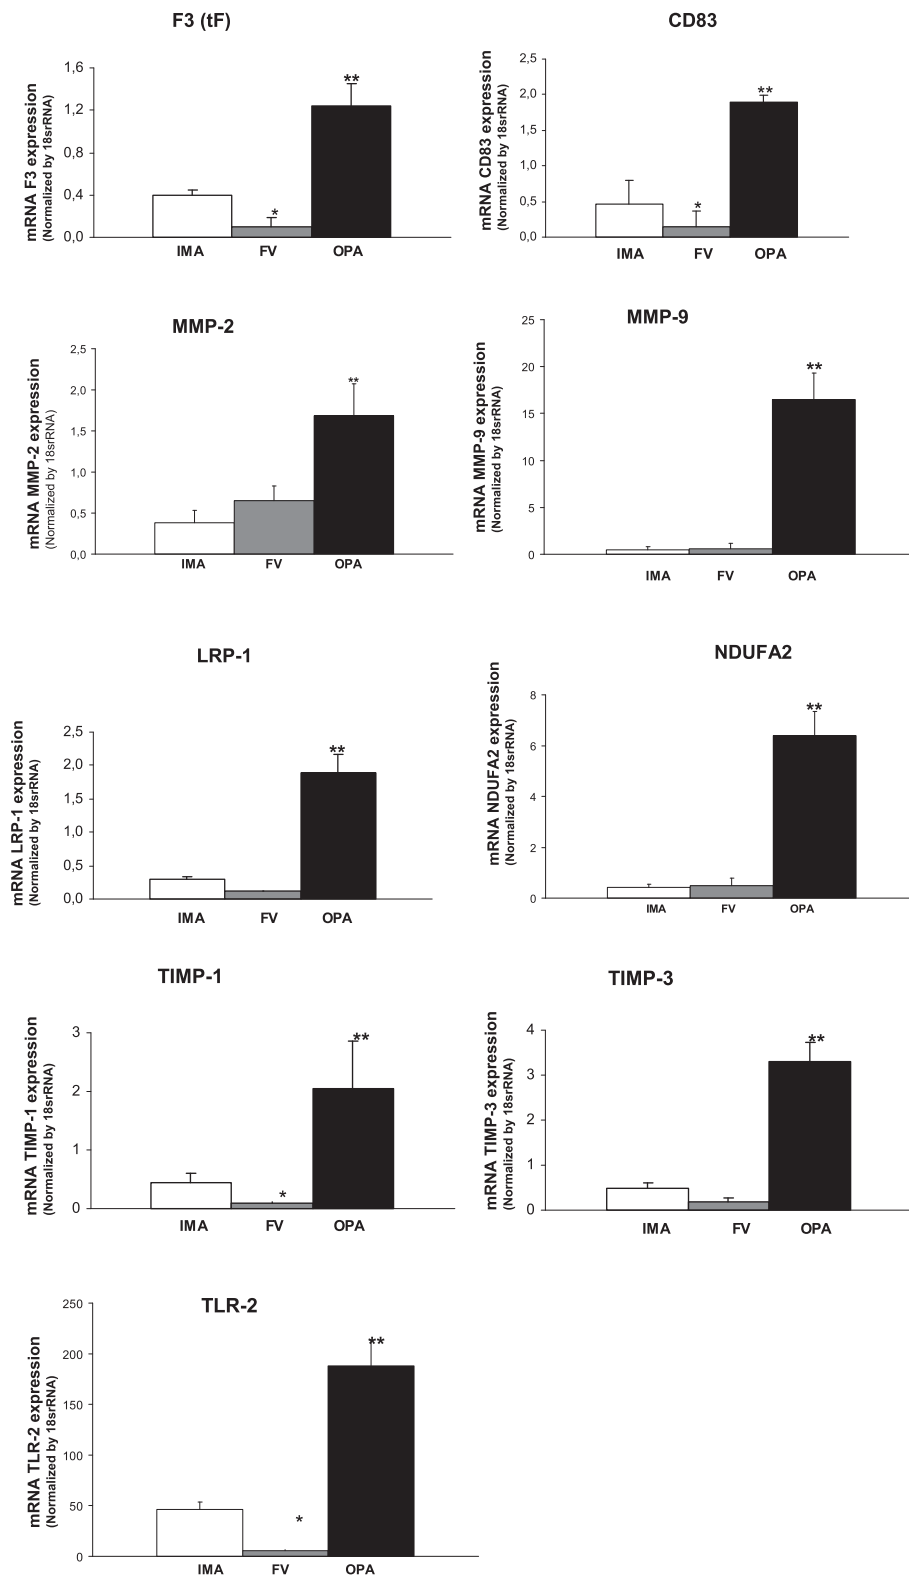 F3 (tF)
mRNA F3 expression
(Normalized by 18srRNA)
1,6
1,2
0,8
0,4
0,0
**
*
IMA FV OPA
CD83
mRNA CD83 expression
(Normalized by 18srRNA)
2,5
2,0
1,5
1,0
0,5
0,0
**
*
IMA FV OPA
MMP-2
mRNA MMP-2 expression
(Normalized by 18srRNA)
2,5
2,0
1,5
1,0
0,5
0,0
**
IMA FV OPA
MMP-9
mRNA MMP-9 expression
(Normalized by 18srRNA)
25
20
15
10
5
0
**
IMA FV OPA
LRP-1
mRNA LRP-1 expression
(Normalized by 18srRNA)
2,5
2,0
1,5
1,0
0,5
0,0
**
IMA FV OPA
NDUFA2
mRNA NDUFA2 expression
(Normalized by 18srRNA)
8
6
4
2
0
**
IMA FV OPA
TIMP-1
mRNA TIMP-1 expression
(Normalized by 18srRNA)
3
2
1
0
**
*
IMA FV OPA
TIMP-3
mRNA TIMP-3 expression
(Normalized by 18srRNA)
4
3
2
1
0
**
IMA FV OPA
TLR-2
mRNA TLR-2 expression
(Normalized by 18srRNA)
250
200
150
100
50
0
**
*
IMA FV OPA